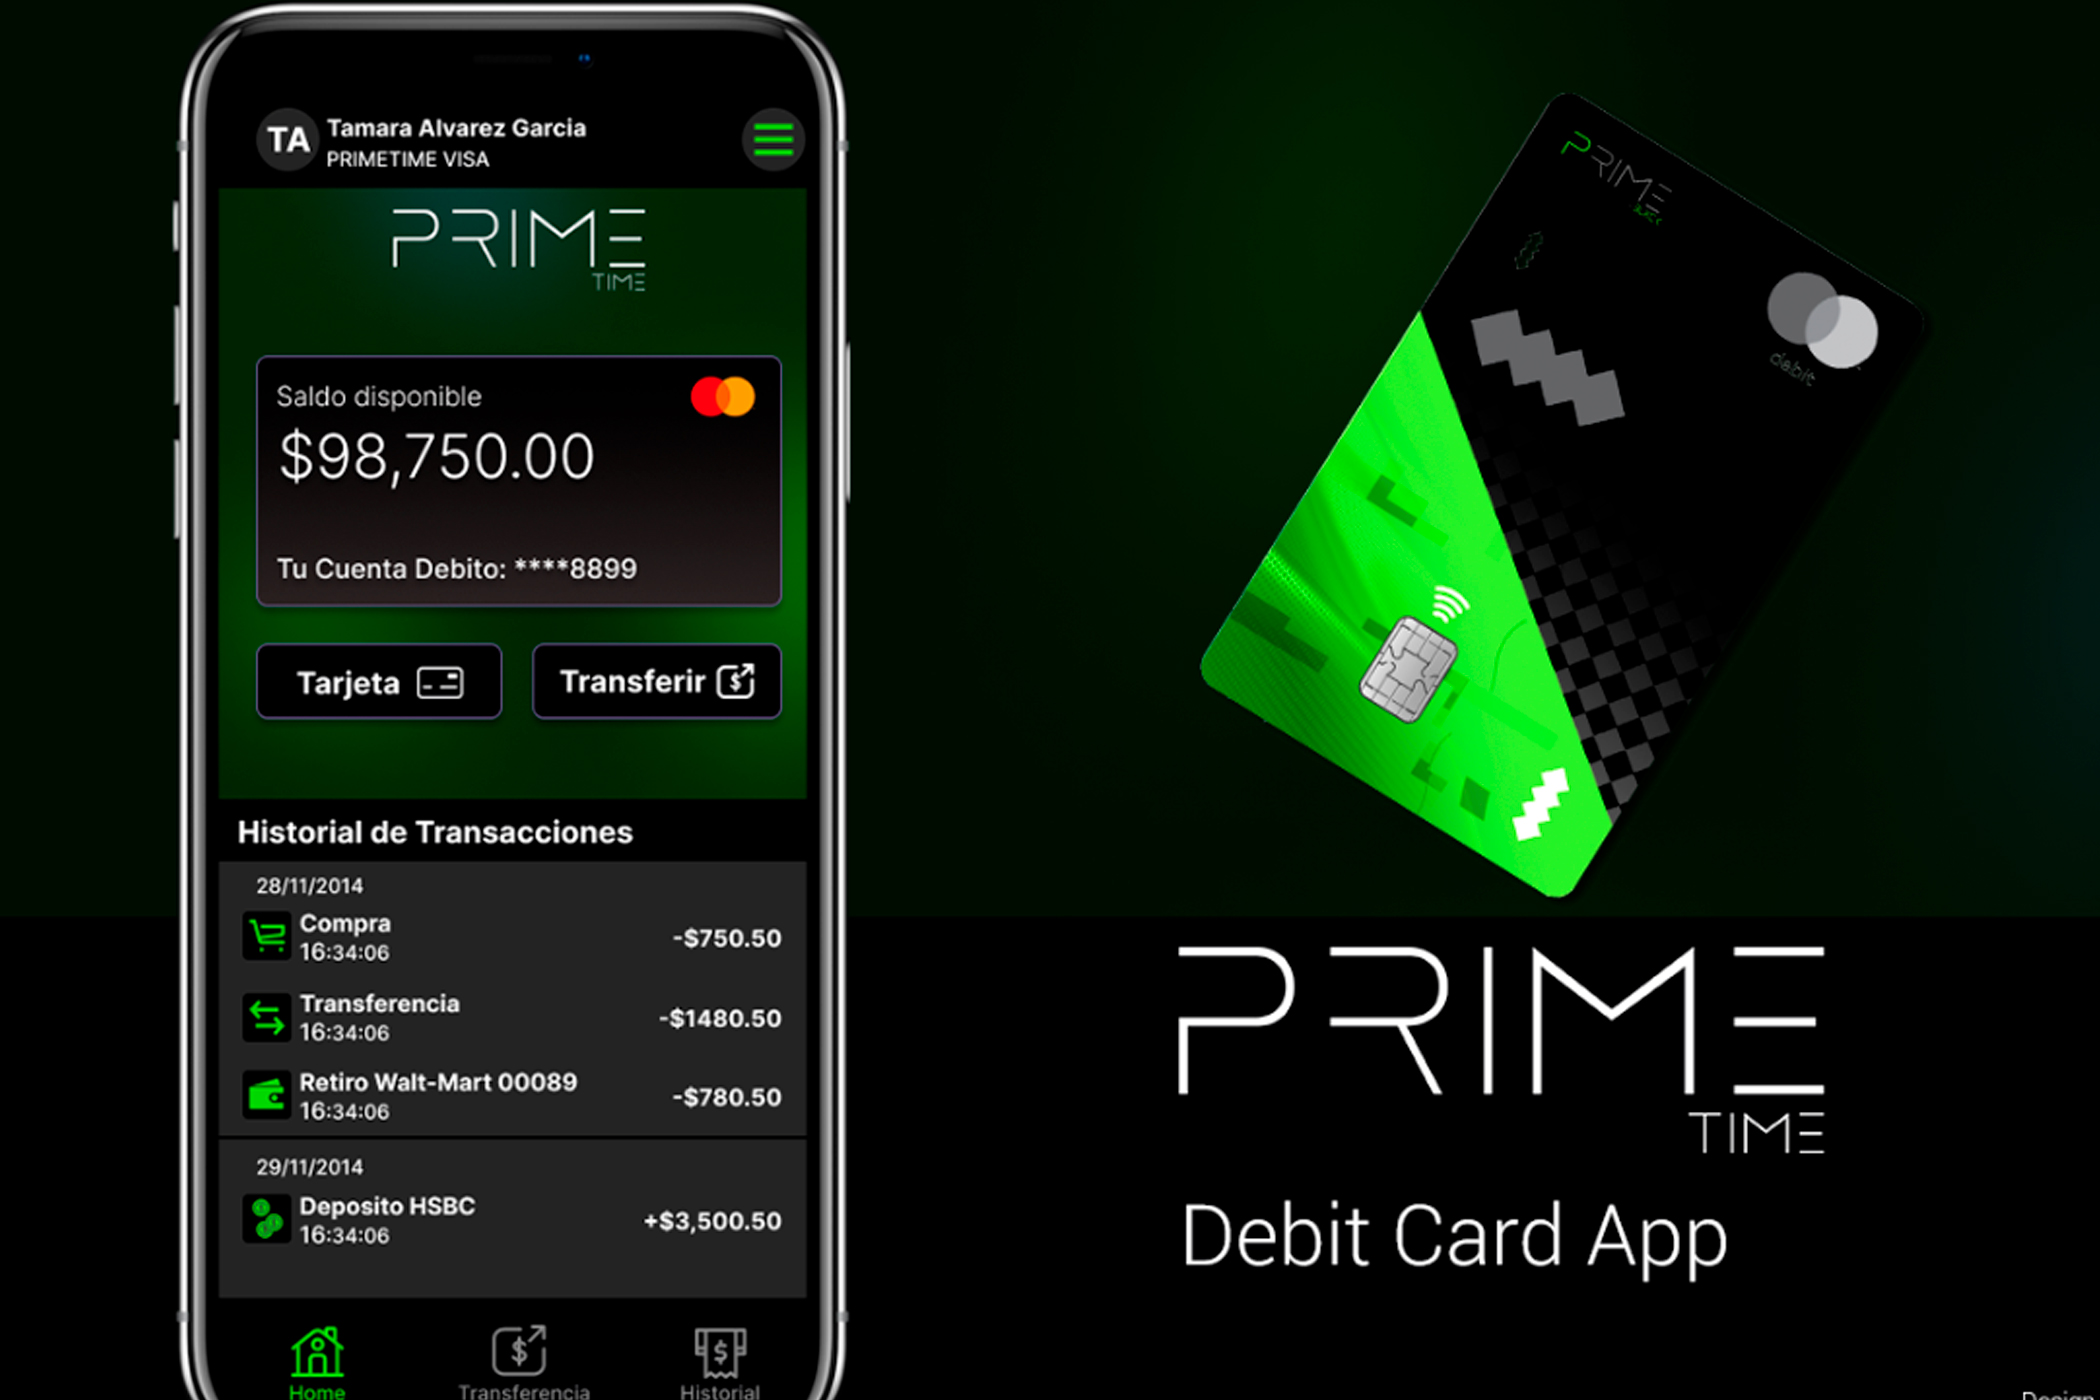 TA
Tamara Alvarez Garcia
PRIMETIME VISA
PRIME
TIME
Saldo disponible
$98,750.00
Tu Cuenta Debito: ****8899
Tarjeta
Transferir
Historial de Transacciones
28/11/2014
Compra
16:34:06
-$750.50
Transferencia
16:34:06
-$1480.50
Retiro Walt-Mart 00089
16:34:06
-$780.50
29/11/2014
Deposito HSBC
16:34:06
+$3,500.50
Home
Transferencia
Historial
PRIME
BLACK
debit
PRIME
TIME
Debit Card App
Design